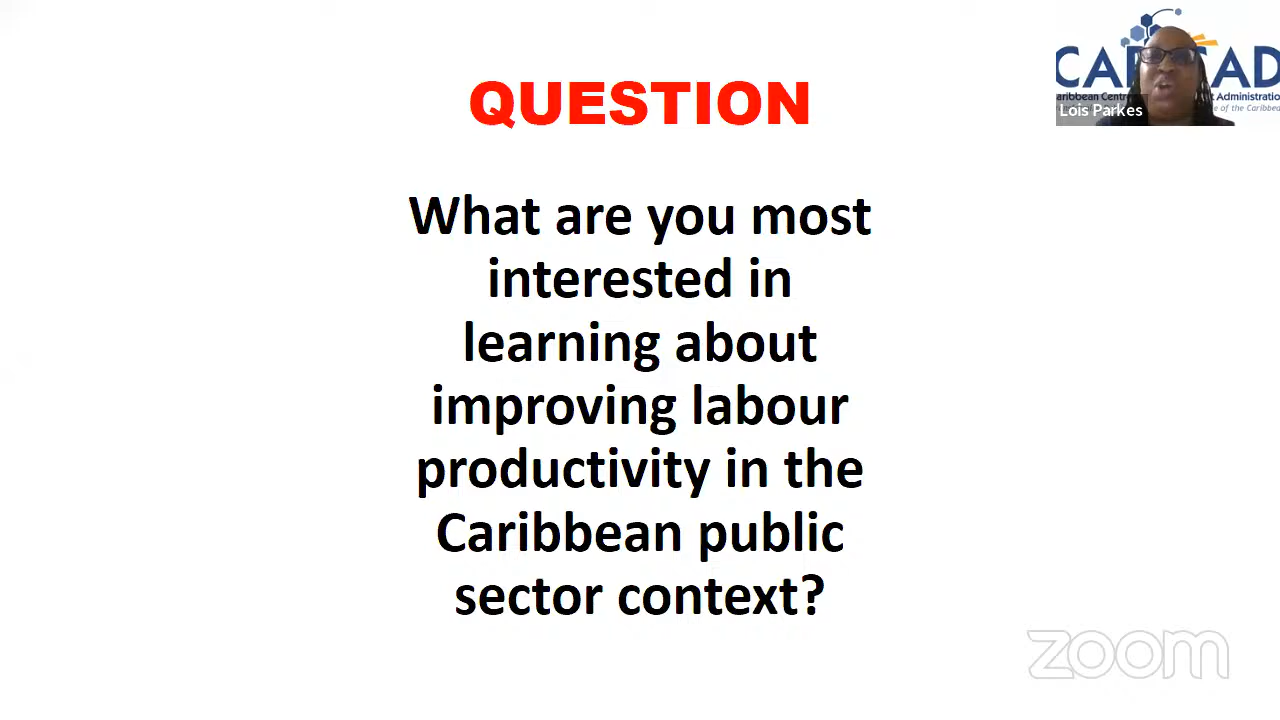 QUESTION
What are you most
interested in
learning about
improving labour
productivity in the
Caribbean public
sector context?
Lois Parkes
zoom